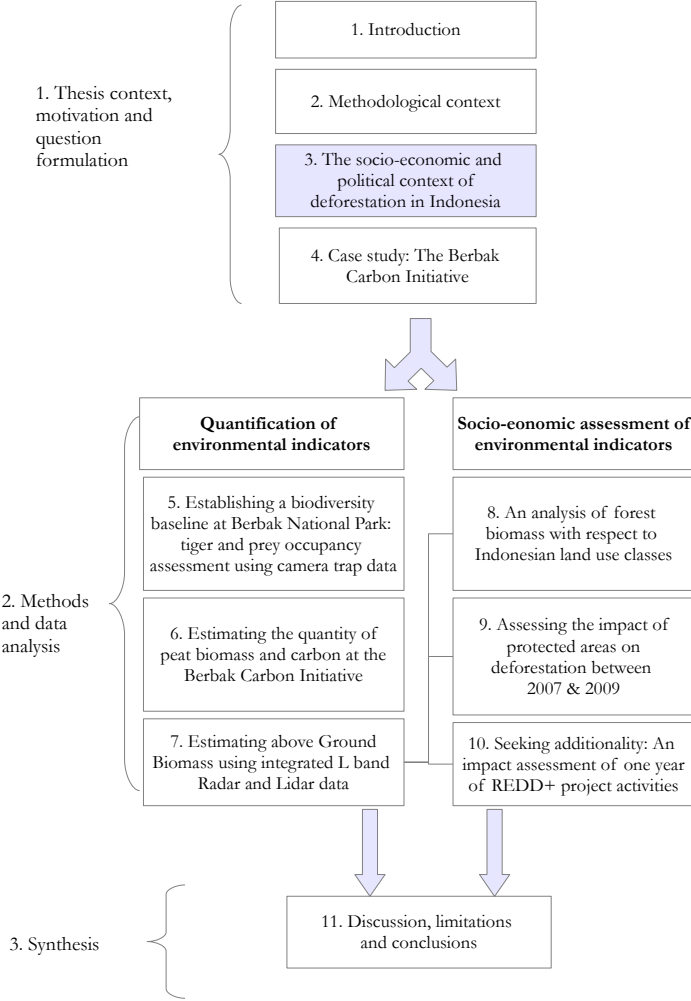 1. Introduction
1. Thesis context,
motivation and
question
formulation
2. Methodological context
3. The socio-economic and
political context of
deforestation in Indonesia
4. Case study: The Berbak
Carbon Initiative
Quantification of
environmental indicators
Socio-economic assessment of
environmental indicators
2. Methods
and data
analysis
5. Establishing a biodiversity
baseline at Berbak National Park:
tiger and prey occupancy
assessment using camera trap data
6. Estimating the quantity of
peat biomass and carbon at the
Berbak Carbon Initiative
7. Estimating above Ground
Biomass using integrated L band
Radar and Lidar data
8. An analysis of forest
biomass with respect to
Indonesian land use classes
9. Assessing the impact of
protected areas on
deforestation between
2007 & 2009
10. Seeking additionality: An
impact assessment of one year
of REDD+ project activities
3. Synthesis
11. Discussion, limitations
and conclusions